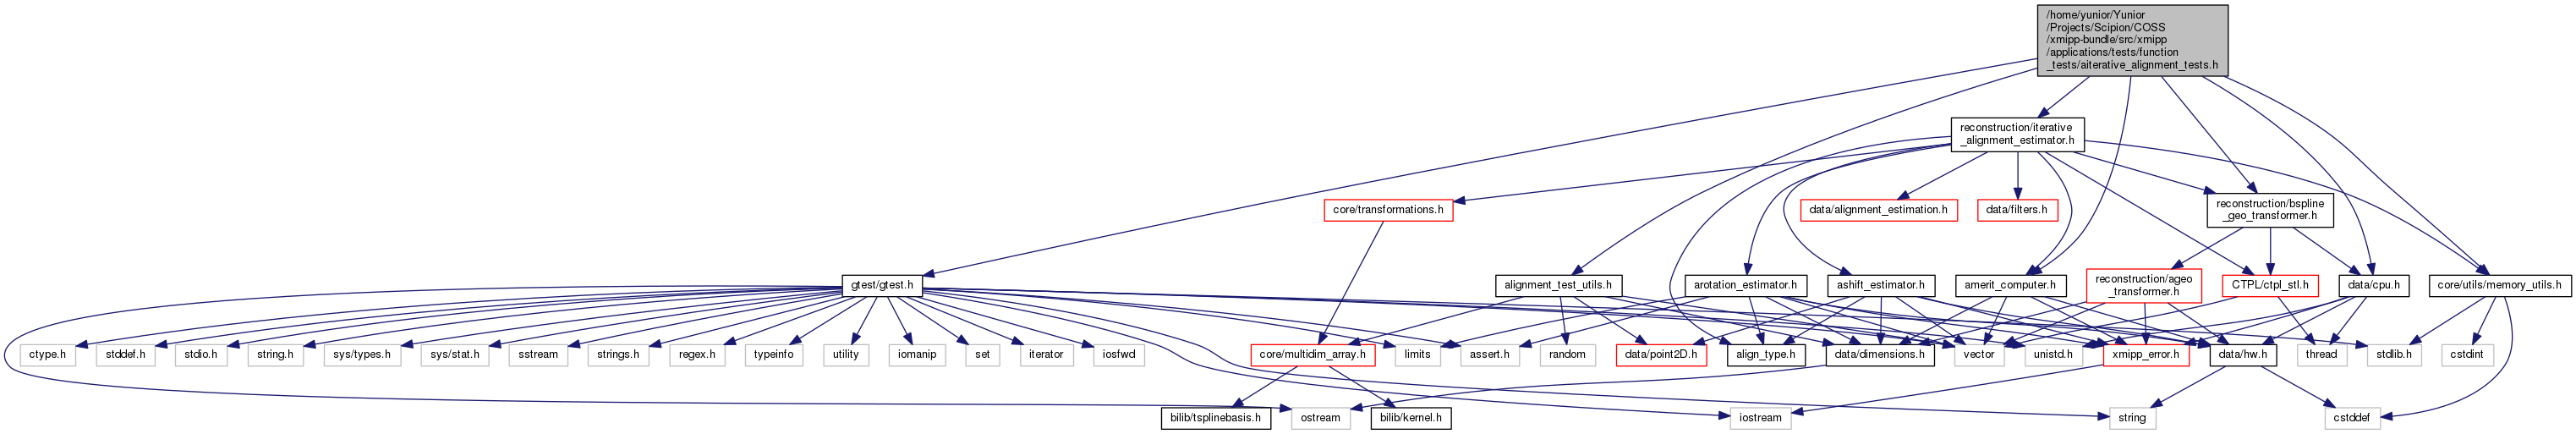 /home/yunior/Yunior
/Projects/Scipion/COSS
/xmipp-bundle/src/xmipp
/applications/tests/function
_tests/aiterative_alignment_tests.h
reconstruction/iterative
_alignment_estimator.h
core/transformations.h
data/alignment_estimation.h
data/filters.h
reconstruction/bspline
_geo_transformer.h
gtest/gtest.h
alignment_test_utils.h
arotation_estimator.h
ashift_estimator.h
amerit_computer.h
reconstruction/ageo
_transformer.h
CTPL/ctpl_stl.h
data/cpu.h
core/utils/memory_utils.h
ctype.h
stddef.h
stdio.h
string.h
sys/types.h
sys/stat.h
sstream
strings.h
regex.h
typeinfo
utility
iomanip
set
iterator
iosfwd
core/multidim_array.h
limits
assert.h
random
data/point2D.h
align_type.h
data/dimensions.h
vector
unistd.h
xmipp_error.h
data/hw.h
thread
stdlib.h
cstdint
bilib/tsplinebasis.h
ostream
bilib/kernel.h
iostream
string
cstddef